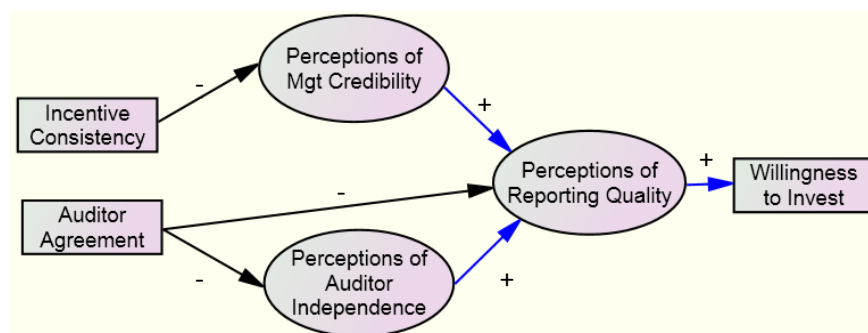 Perceptions of
Mgt Credibility
-
+
Incentive
Consistency
Perceptions of
Reporting Quality
+
Willingness
to Invest
-
Auditor
Agreement
-
Perceptions of
Auditor
Independence
+